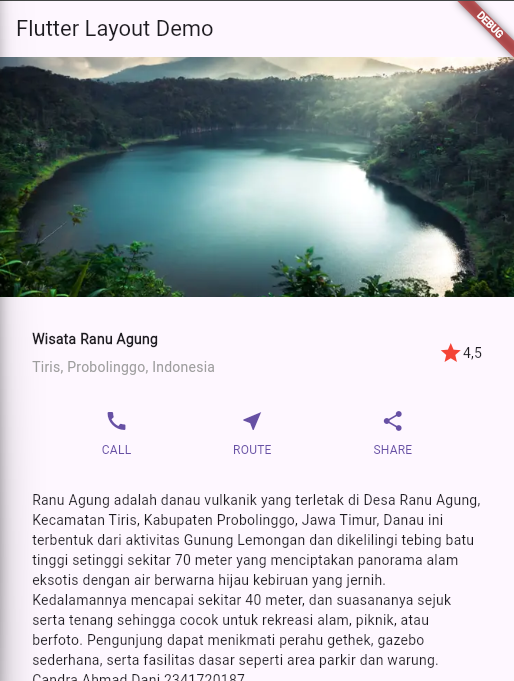 Flutter Layout Demo
DEBUG
Wisata Ranu Agung
Tiris, Probolinggo, Indonesia
4,5
CALL
ROUTE
SHARE
Ranu Agung adalah danau vulkanik yang terletak di Desa Ranu Agung,
Kecamatan Tiris, Kabupaten Probolinggo, Jawa Timur, Danau ini
terbentuk dari aktivitas Gunung Lemongan dan dikelilingi tebing batu
tinggi setinggi sekitar 70 meter yang menciptakan panorama alam
eksotis dengan air berwarna hijau kebiruan yang jernih.
Kedalamannya mencapai sekitar 40 meter, dan suasananya sejuk
serta tenang sehingga cocok untuk rekreasi alam, piknik, atau
berfoto. Pengunjung dapat menikmati perahu gethek, gazebo
sederhana, serta fasilitas dasar seperti area parkir dan warung.
Candra Ahmad Dani 2341720187